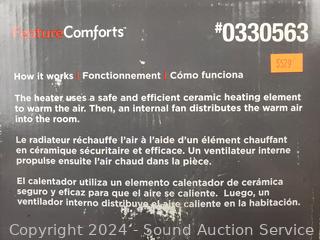 FeatureComforts™
#0330563
5529
How it works | Fonctionnement | Cómo funciona
The heater uses a safe and efficient ceramic heating element
to warm the air. Then, an internal fan distributes the warm air
into the room.
Le radiateur réchauffe l'air à l'aide d'un élément chauffant
en céramique sécuritaire et efficace. Un ventilateur interne
propulse ensuite l'air chaud dans la pièce.
El calentador utiliza un elemento calentador de cerámica
seguro y eficaz para que el aire se caliente. Luego, un
ventilador interno distribuye el aire caliente en la habitación.
Copyright 2024 - Sound Auction Service